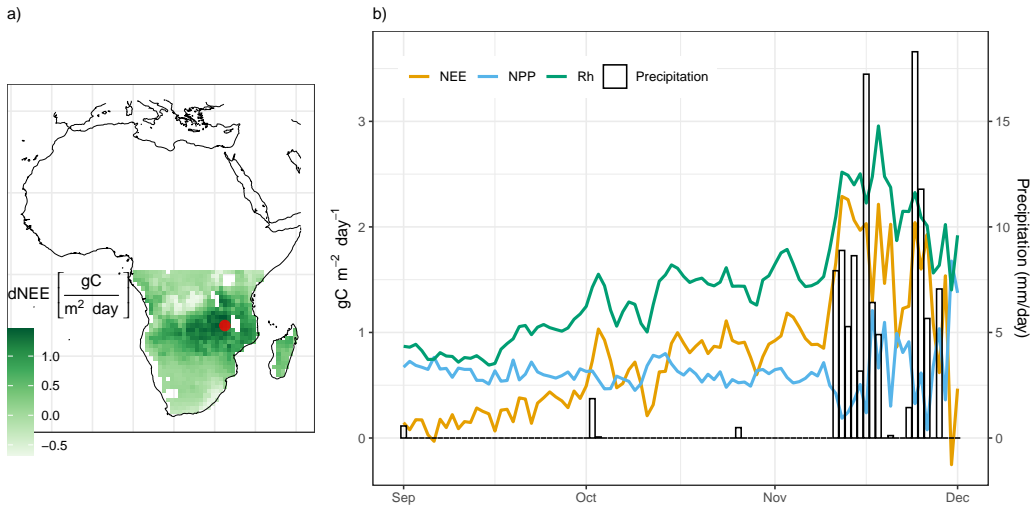 a)
dNEE [gC / m² day]
1.0
0.5
0.0
−0.5
b)
NEE NPP Rh Precipitation
gC m⁻² day⁻¹
3
2
1
0
Precipitation (mm/day)
15
10
5
0
Sep Oct Nov Dec